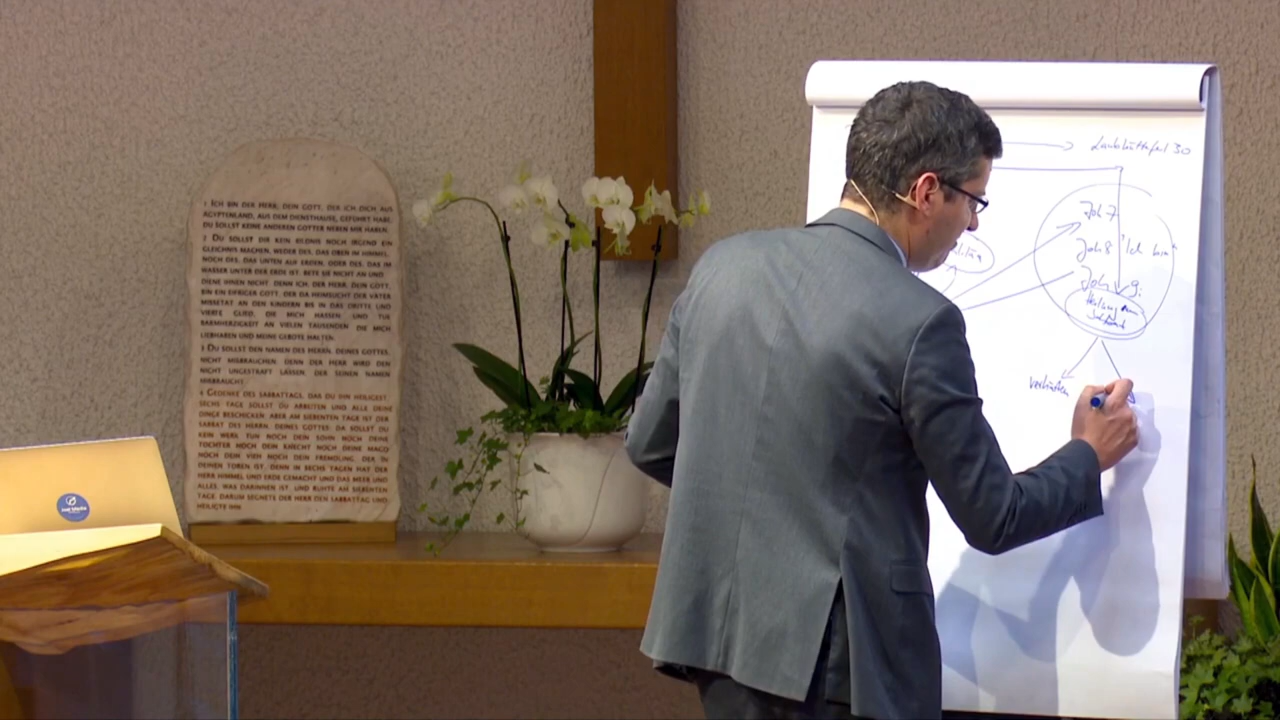 1 ICH BIN DER HERR, DEIN GOTT, DER ICH DICH AUS
ÄGYPTENLAND, AUS DEM DIENSTHAUSE, GEFÜHRT HABE.
DU SOLLST KEINE ANDEREN GÖTTER NEBEN MIR HABEN.
2 DU SOLLST DIR KEIN BILDNIS NOCH IRGEND EIN
GLEICHNIS MACHEN, WEDER DES, DAS OBEN IM HIMMEL,
NOCH DES, DAS UNTEN AUF ERDEN, ODER DES, DAS IM
WASSER UNTER DER ERDE IST. BETE SIE NICHT AN UND
DIENE IHNEN NICHT. DENN ICH, DER HERR, DEIN GOTT,
BIN EIN EIFRIGER GOTT, DER DA HEIMSUCHT DER VÄTER
MISSETAT AN DEN KINDERN BIS IN DAS DRITTE UND
VIERTE GLIED, DIE MICH HASSEN UND TUE
BARMHERZIGKEIT AN VIELEN TAUSENDEN DIE MICH
LIEBHABEN UND MEINE GEBOTE HALTEN.
3 DU SOLLST DEN NAMEN DES HERRN, DEINES GOTTES,
NICHT MISBRAUCHEN, DENN DER HERR WIRD DEN
NICHT UNGESTRAFT LASSEN, DER SEINEN NAMEN
MISBRAUCHT.
4 GEDENKE DES SABBATTAGS, DAS DU IHN HEILIGEST.
SECHS TAGE SOLLST DU ARBEITEN UND ALLE DEINE
DINGE BESCHICKEN ABER AM SIEBENTEN TAGE IST DER
SABBAT DES HERRN, DEINES GOTTES; DA SOLLST DU
KEIN WERK TUN NOCH DEIN SOHN NOCH DEINE
TOCHTER NOCH DEIN KNECHT NOCH DEINE MAGD
NOCH DEIN VIEH NOCH DEIN FREMDLING, DER IN
DEINEN TOREN IST. DENN IN SECHS TAGEN HAT DER
HERR HIMMEL UND ERDE GEMACHT UND DAS MEER UND
ALLES, WAS DARINNEN IST, UND RUHTE AM SIEBENTEN
TAGE. DARUM SEGNETE DER HERR DEN SABBATTAG UND
HEILIGTE IHN
Laubhüttenfest 30
Joh 7
Joh 8 "Ich bin"
Joh 9:
Heilung am
Sabbat